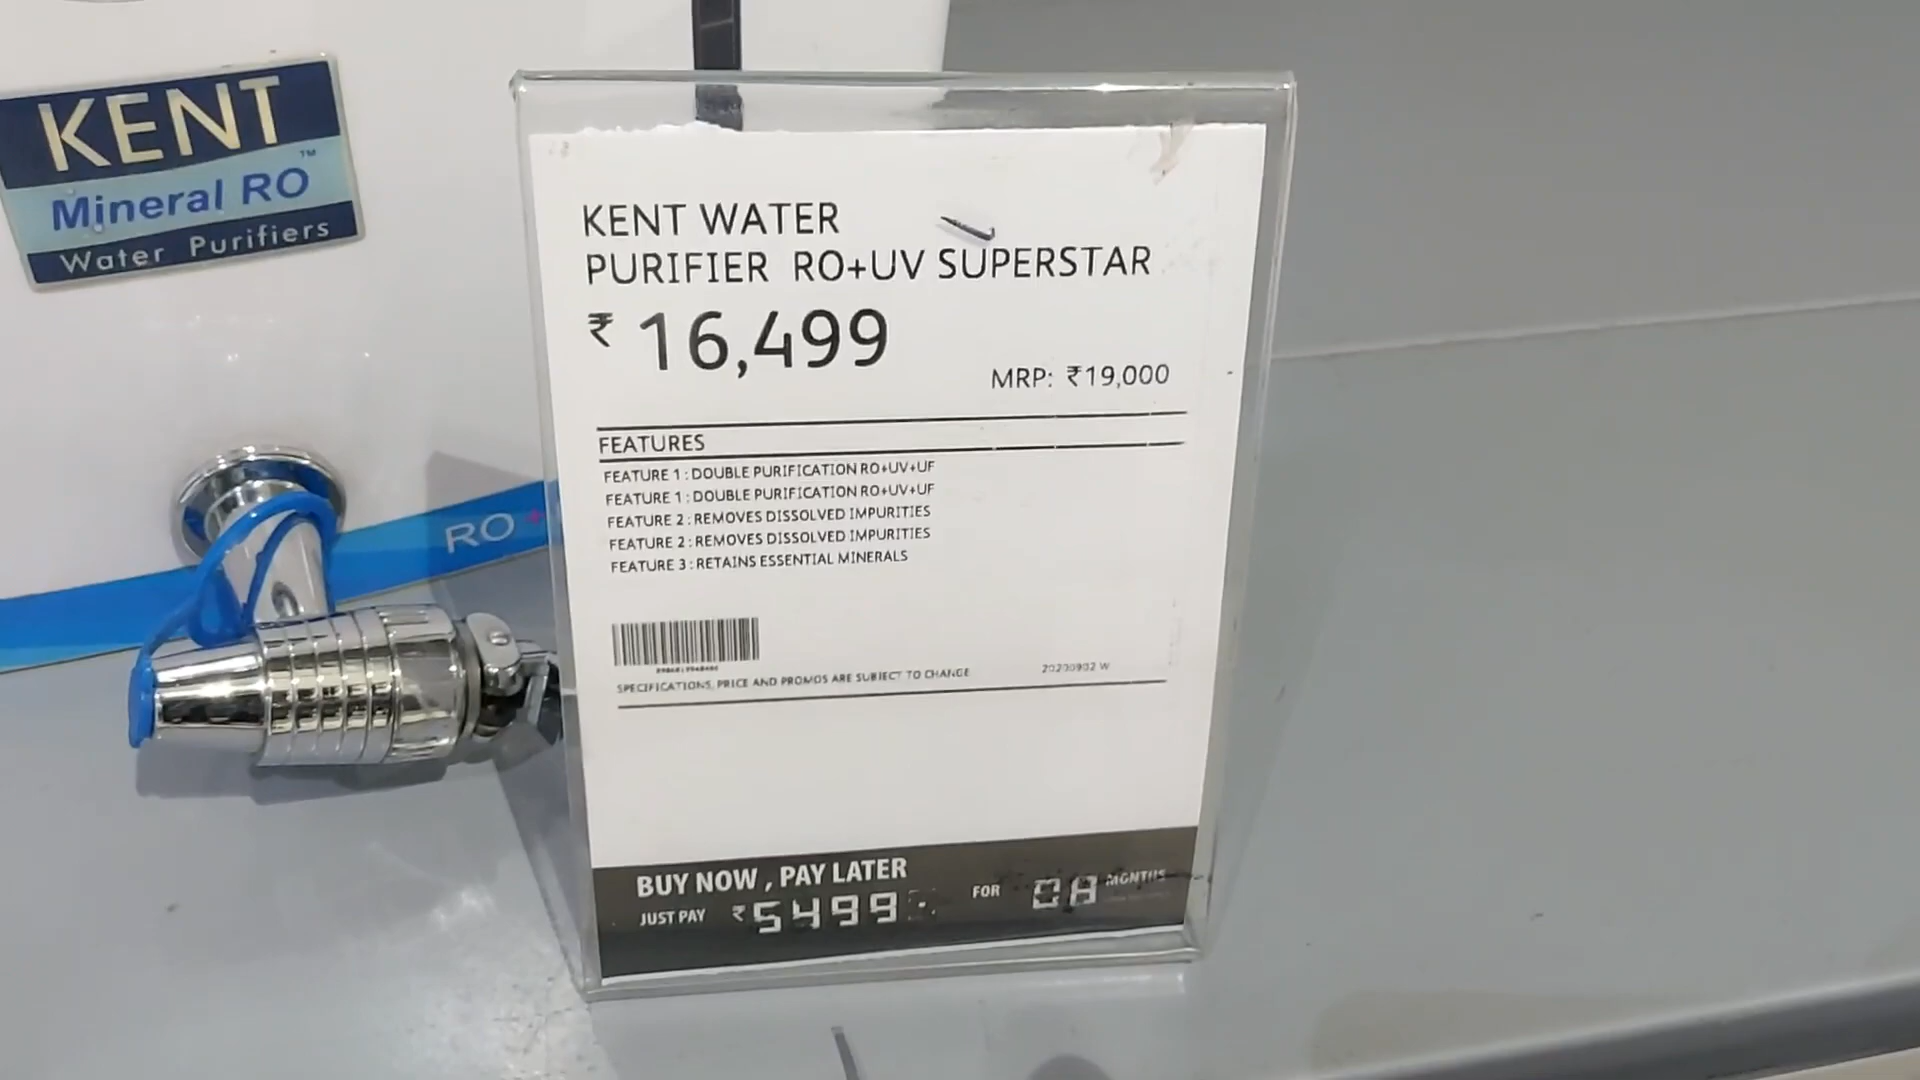 KENT
Mineral RO™
Water Purifiers
RO +
KENT WATER
PURIFIER RO+UV SUPERSTAR
₹ 16,499
MRP: ₹19,000
FEATURES
FEATURE 1 : DOUBLE PURIFICATION RO+UV+UF
FEATURE 1 : DOUBLE PURIFICATION RO+UV+UF
FEATURE 2 : REMOVES DISSOLVED IMPURITIES
FEATURE 2 : REMOVES DISSOLVED IMPURITIES
FEATURE 3 : RETAINS ESSENTIAL MINERALS
SPECIFICATIONS, PRICE AND PROMOS ARE SUBJECT TO CHANGE
20200902 W
BUY NOW, PAY LATER
JUST PAY ₹ 5499 FOR MONTHS